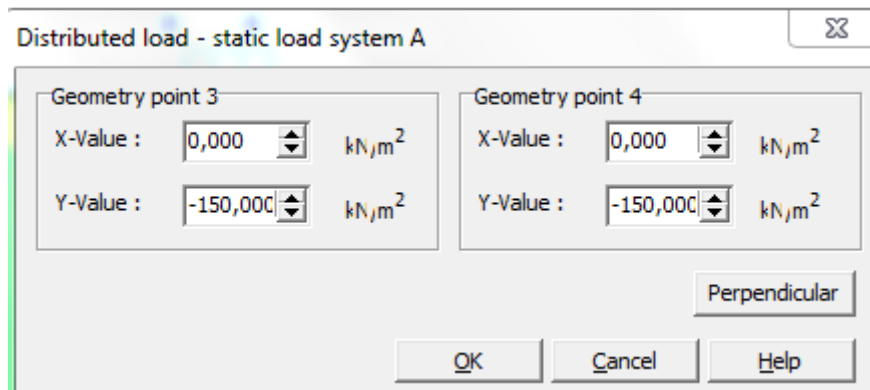 Distributed load - static load system A
Geometry point 3
X-Value : 0,000 kN/m²
Y-Value : -150,000 kN/m²
Geometry point 4
X-Value : 0,000 kN/m²
Y-Value : -150,000 kN/m²
Perpendicular
OK Cancel Help